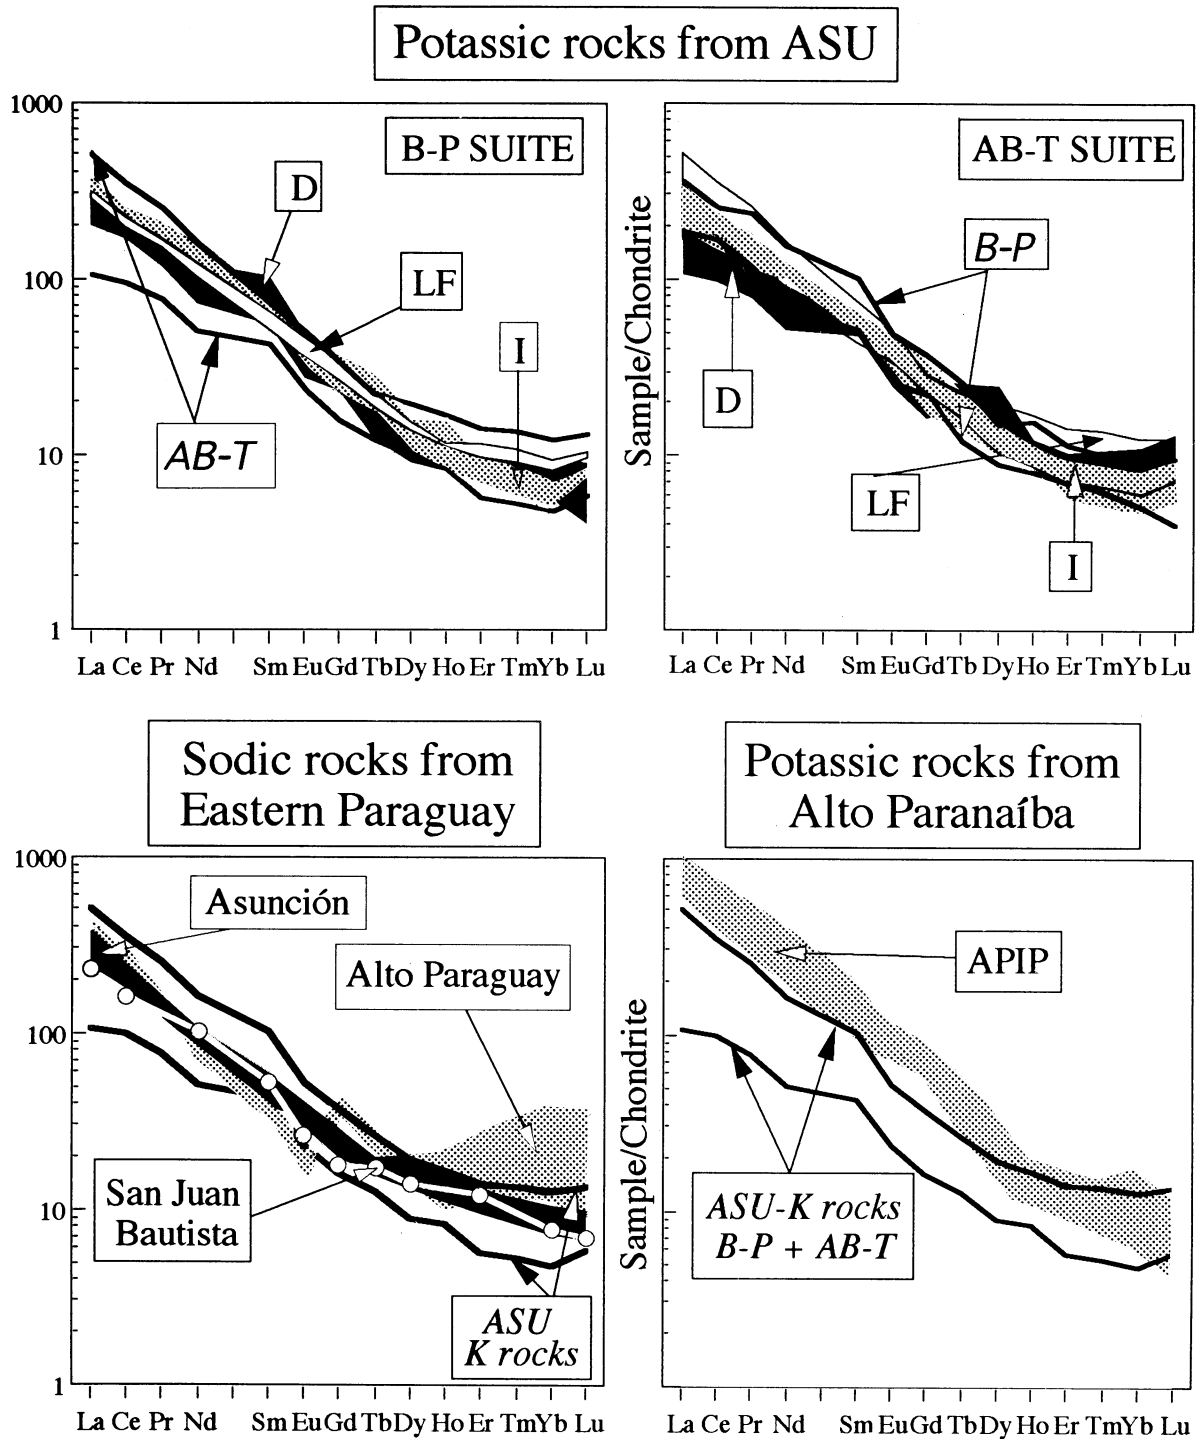 Potassic rocks from ASU
1000
100
10
1
B-P SUITE
D
LF
I
AB-T
La Ce Pr Nd Sm Eu Gd Tb Dy Ho Er Tm Yb Lu
Sample/Chondrite
AB-T SUITE
B-P
D
LF
I
La Ce Pr Nd Sm Eu Gd Tb Dy Ho Er Tm Yb Lu
Sodic rocks from
Eastern Paraguay
1000
100
10
1
Asunción
Alto Paraguay
San Juan
Bautista
ASU
K rocks
La Ce Pr Nd Sm Eu Gd Tb Dy Ho Er Tm Yb Lu
Potassic rocks from
Alto Paranaíba
Sample/Chondrite
APIP
ASU-K rocks
B-P + AB-T
La Ce Pr Nd Sm Eu Gd Tb Dy Ho Er Tm Yb Lu